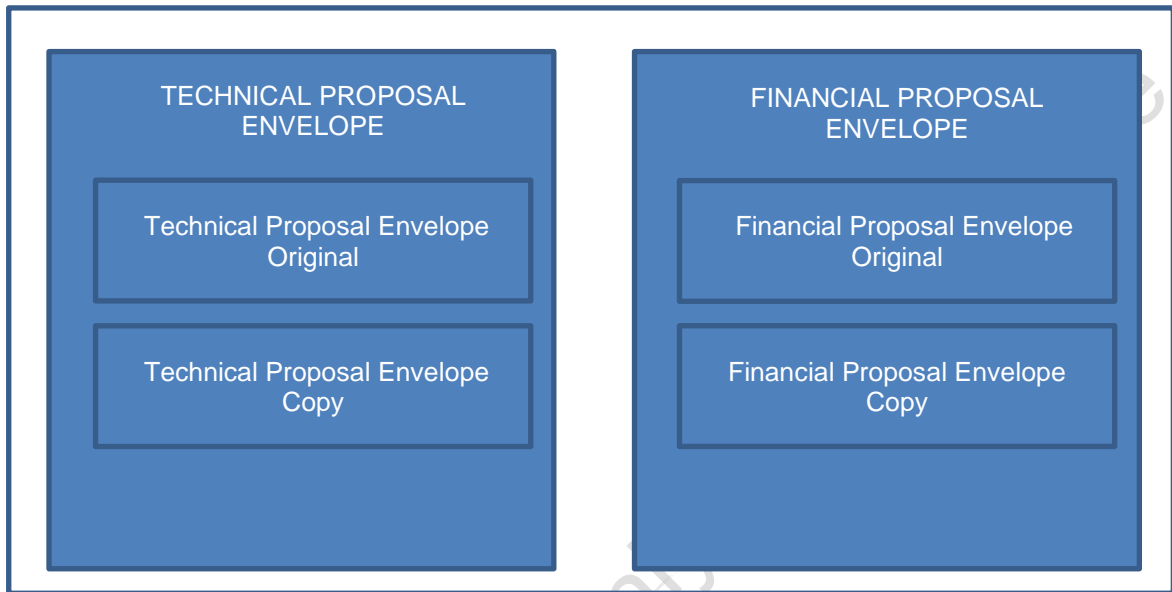 TECHNICAL PROPOSAL
ENVELOPE
Technical Proposal Envelope
Original
Technical Proposal Envelope
Copy
FINANCIAL PROPOSAL
ENVELOPE
Financial Proposal Envelope
Original
Financial Proposal Envelope
Copy